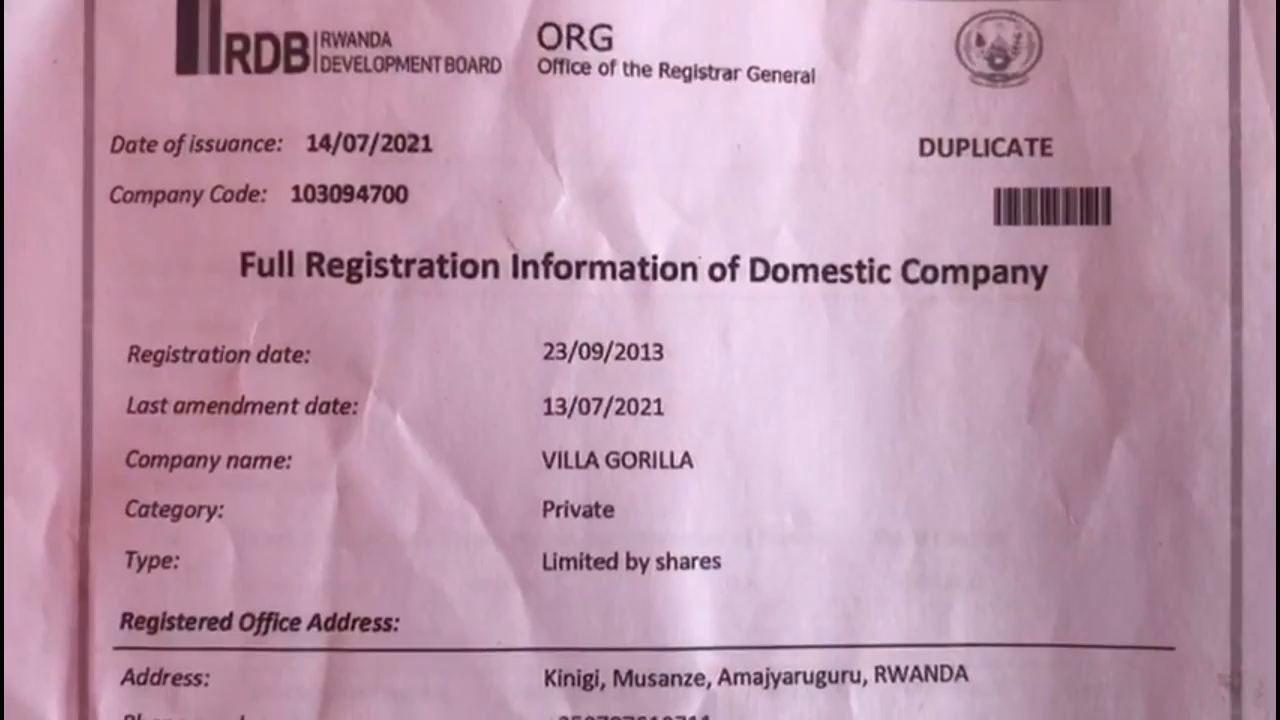 RDB RWANDA DEVELOPMENT BOARD
ORG
Office of the Registrar General
Date of issuance: 14/07/2021
DUPLICATE
Company Code: 103094700
Full Registration Information of Domestic Company
Registration date: 23/09/2013
Last amendment date: 13/07/2021
Company name: VILLA GORILLA
Category: Private
Type: Limited by shares
Registered Office Address:
Address: Kinigi, Musanze, Amajyaruguru, RWANDA